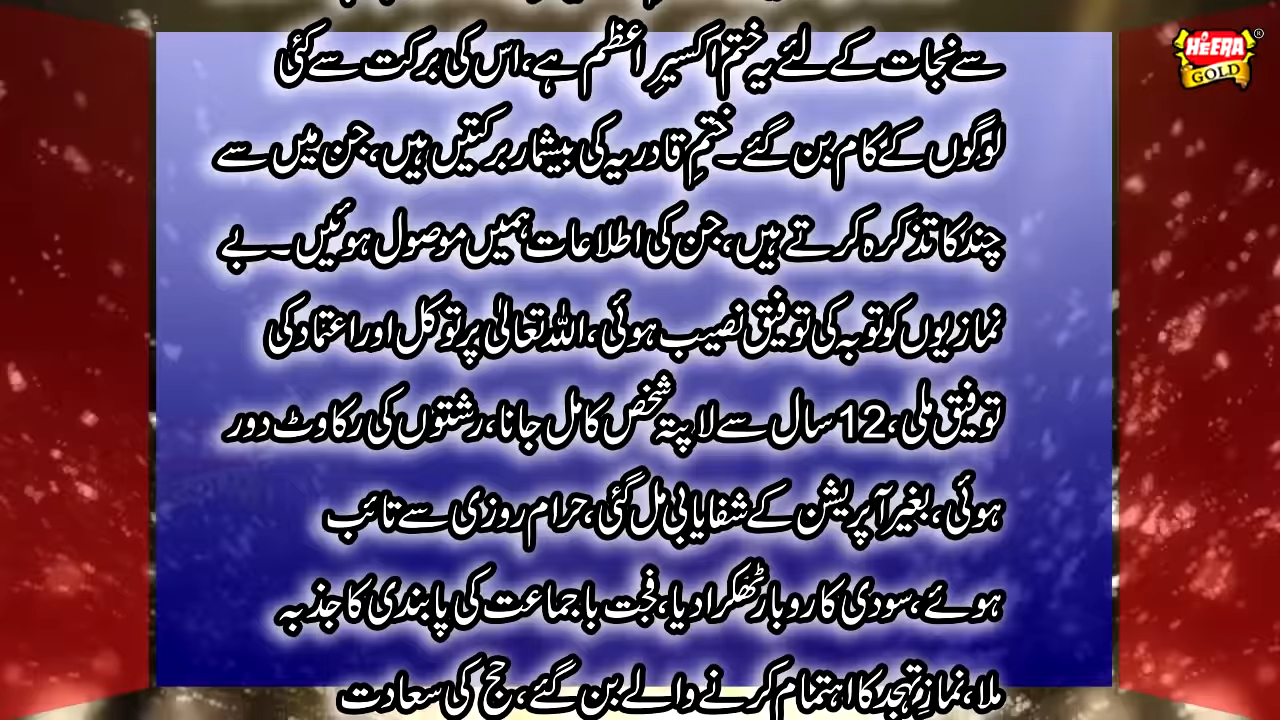 سے نجات کے لئے یہ ختم اکسیرِ اعظم ہے، اس کی برکت سے کئی
لوگوں کے کام بن گئے۔ ختمِ قادریہ کی بیشمار برکتیں ہیں، جن میں سے
چند کا تذکرہ کرتے ہیں، جن کی اطلاعات ہمیں موصول ہوئیں۔ بے
نمازیوں کو توبہ کی توفیق نصیب ہوئی، اللہ تعالیٰ پر توکل اور اعتماد کی
توفیق ملی، 12 سال سے لاپتہ شخص کا مل جانا، رشتوں کی رکاوٹ دور
ہوئی، بغیر آپریشن کے شفایابی مل گئی، حرام روزی سے تائب
ہوئے، سودی کاروبار ٹھکرا دیا، فجت باجماعت کی پابندی کا جذبہ
ملا، نمازِ تہجد کا اہتمام کرنے والے بن گئے، حج کی سعادت
HEERA
GOLD